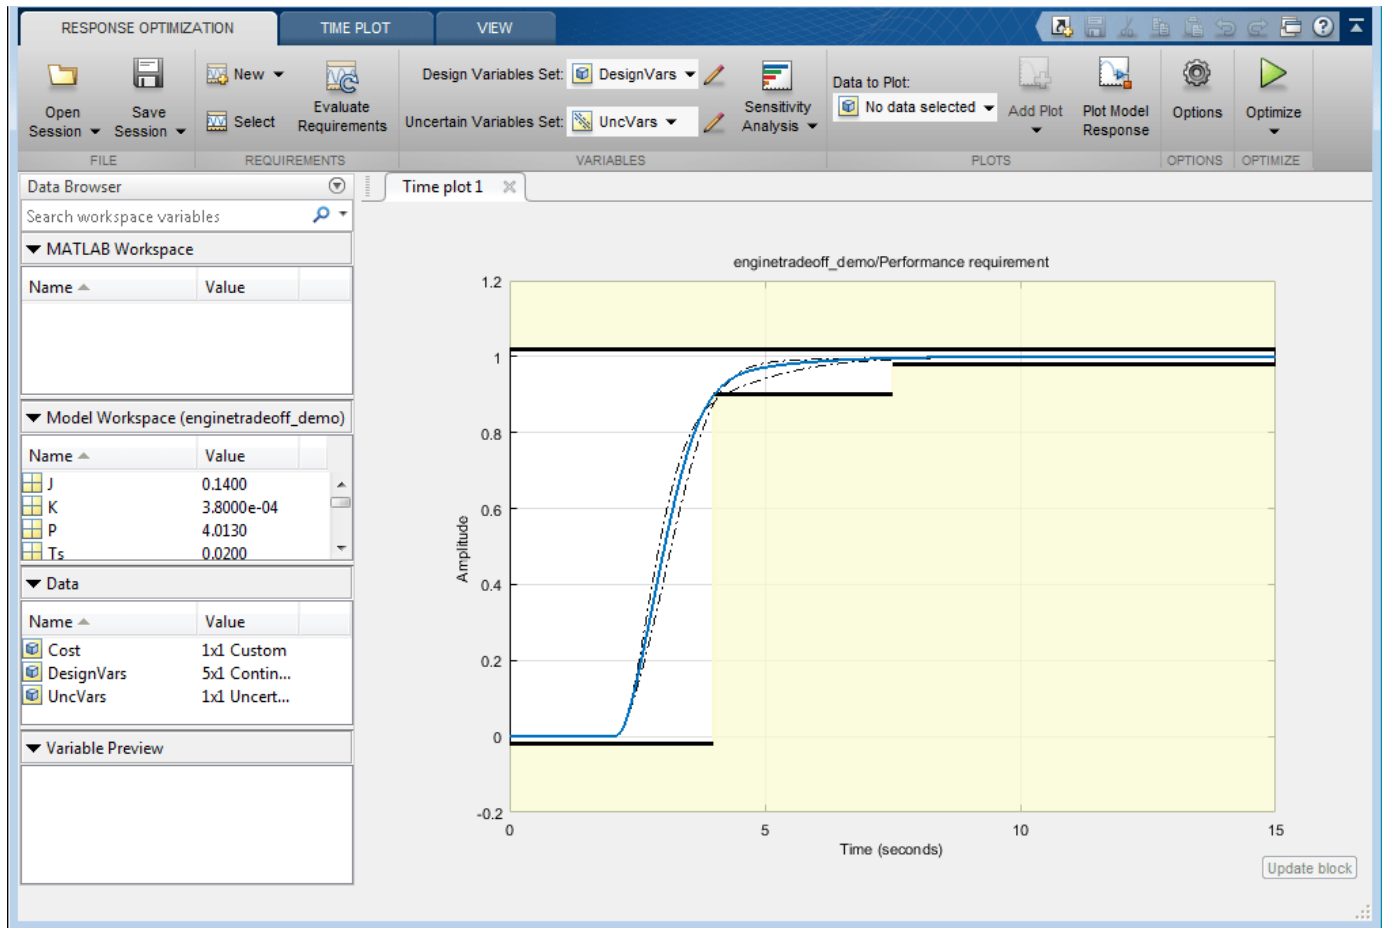 RESPONSE OPTIMIZATION TIME PLOT VIEW
Open Session
Save Session
New
Select
Evaluate Requirements
Design Variables Set: DesignVars
Uncertain Variables Set: UncVars
Sensitivity Analysis
Data to Plot:
No data selected
Add Plot
Plot Model Response
Options
Optimize
FILE REQUIREMENTS VARIABLES PLOTS OPTIONS OPTIMIZE
Data Browser
Search workspace variables
MATLAB Workspace
Name Value
Model Workspace (enginetradeoff_demo)
Name Value
J 0.1400
K 3.8000e-04
P 4.0130
Ts 0.0200
Data
Name Value
Cost 1x1 Custom
DesignVars 5x1 Contin...
UncVars 1x1 Uncert...
Variable Preview
Time plot 1
enginetradeoff_demo/Performance requirement
1.2
1
0.8
0.6
0.4
0.2
0
-0.2
Amplitude
0 5 10 15
Time (seconds)
Update block